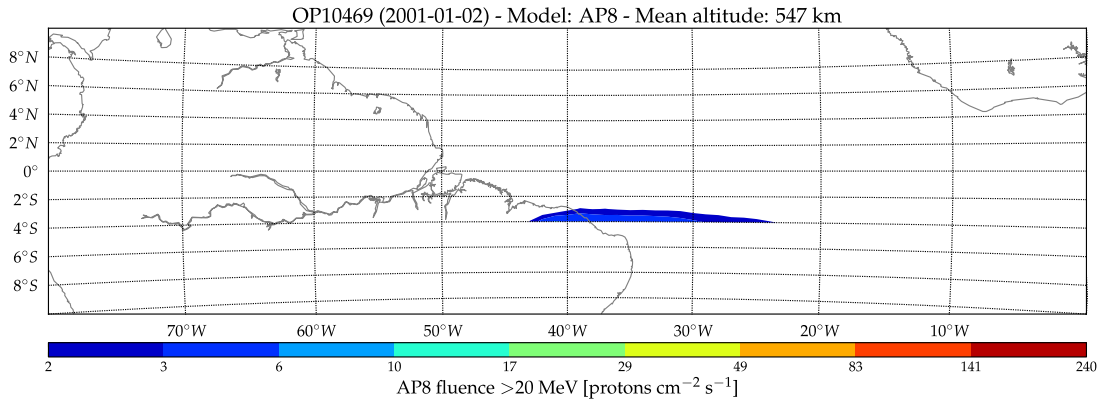 OP10469 (2001-01-02) - Model: AP8 - Mean altitude: 547 km
8°N
6°N
4°N
2°N
0°
2°S
4°S
6°S
8°S
70°W 60°W 50°W 40°W 30°W 20°W 10°W
2 3 6 10 17 29 49 83 141 240
AP8 fluence >20 MeV [protons cm⁻² s⁻¹]